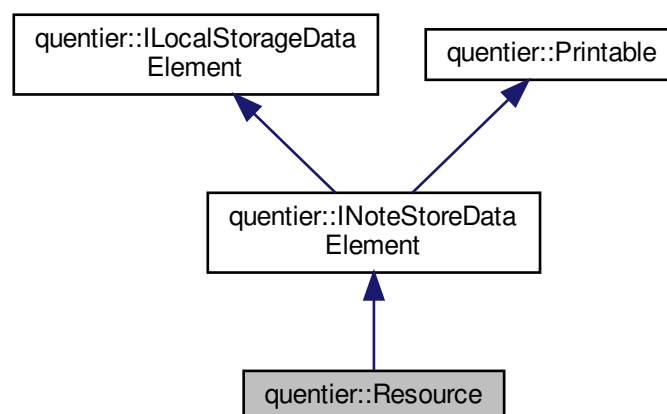 quentier::ILocalStorageData
Element
quentier::Printable
quentier::INoteStoreData
Element
quentier::Resource